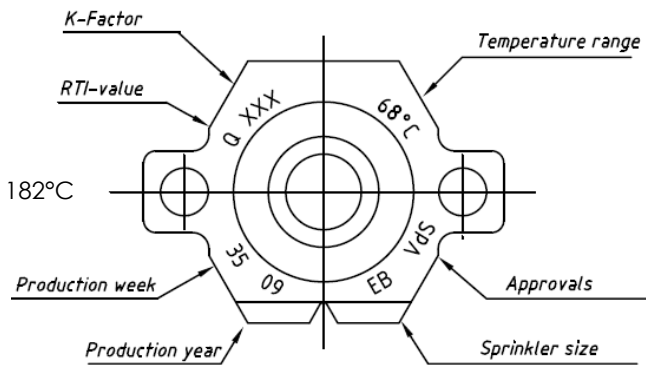 K-Factor
Temperature range
RTI-value
Q XXX
68°C
182°C
35
09
EB
VdS
Production week
Approvals
Production year
Sprinkler size